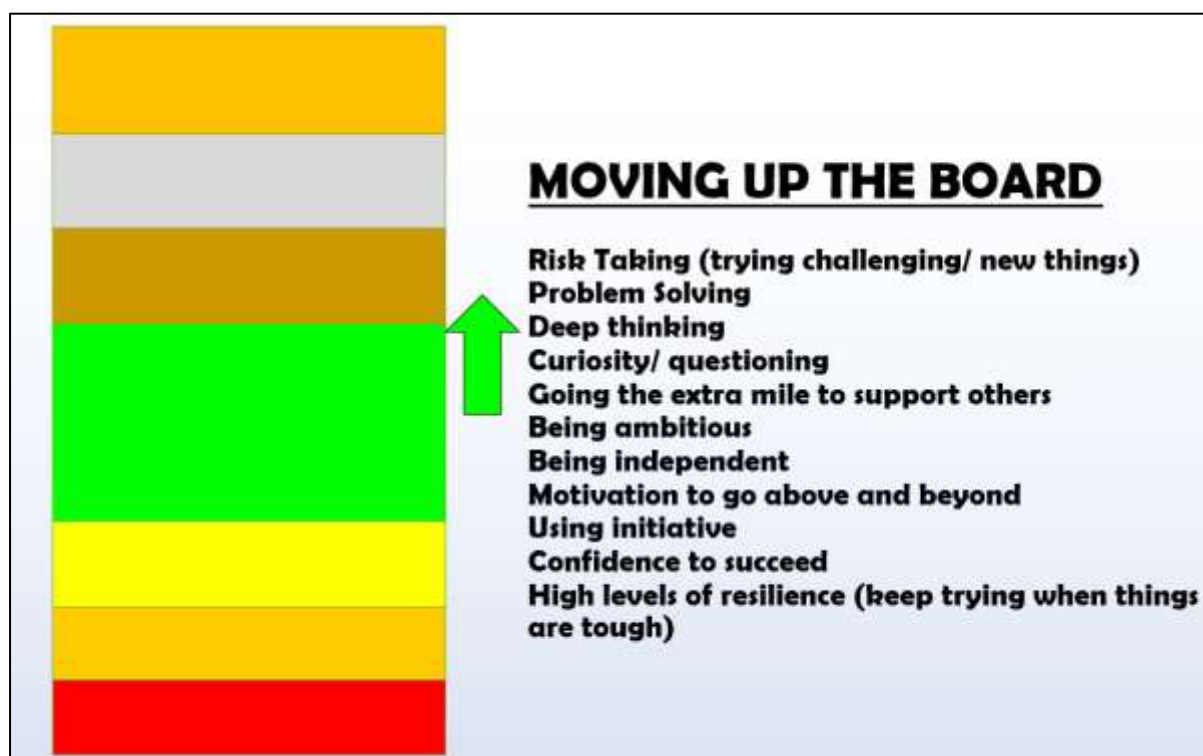 MOVING UP THE BOARD
Risk Taking (trying challenging/ new things)
Problem Solving
Deep thinking
Curiosity/ questioning
Going the extra mile to support others
Being ambitious
Being independent
Motivation to go above and beyond
Using initiative
Confidence to succeed
High levels of resilience (keep trying when things
are tough)